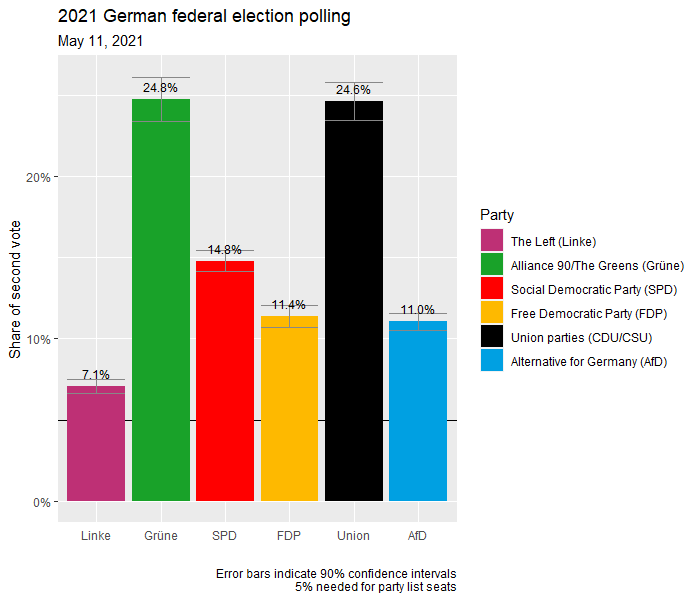 2021 German federal election polling
May 11, 2021
Share of second vote
20%
10%
0%
7.1%
24.8%
14.8%
11.4%
24.6%
11.0%
Linke
Grüne
SPD
FDP
Union
AfD
Party
The Left (Linke)
Alliance 90/The Greens (Grüne)
Social Democratic Party (SPD)
Free Democratic Party (FDP)
Union parties (CDU/CSU)
Alternative for Germany (AfD)
Error bars indicate 90% confidence intervals
5% needed for party list seats